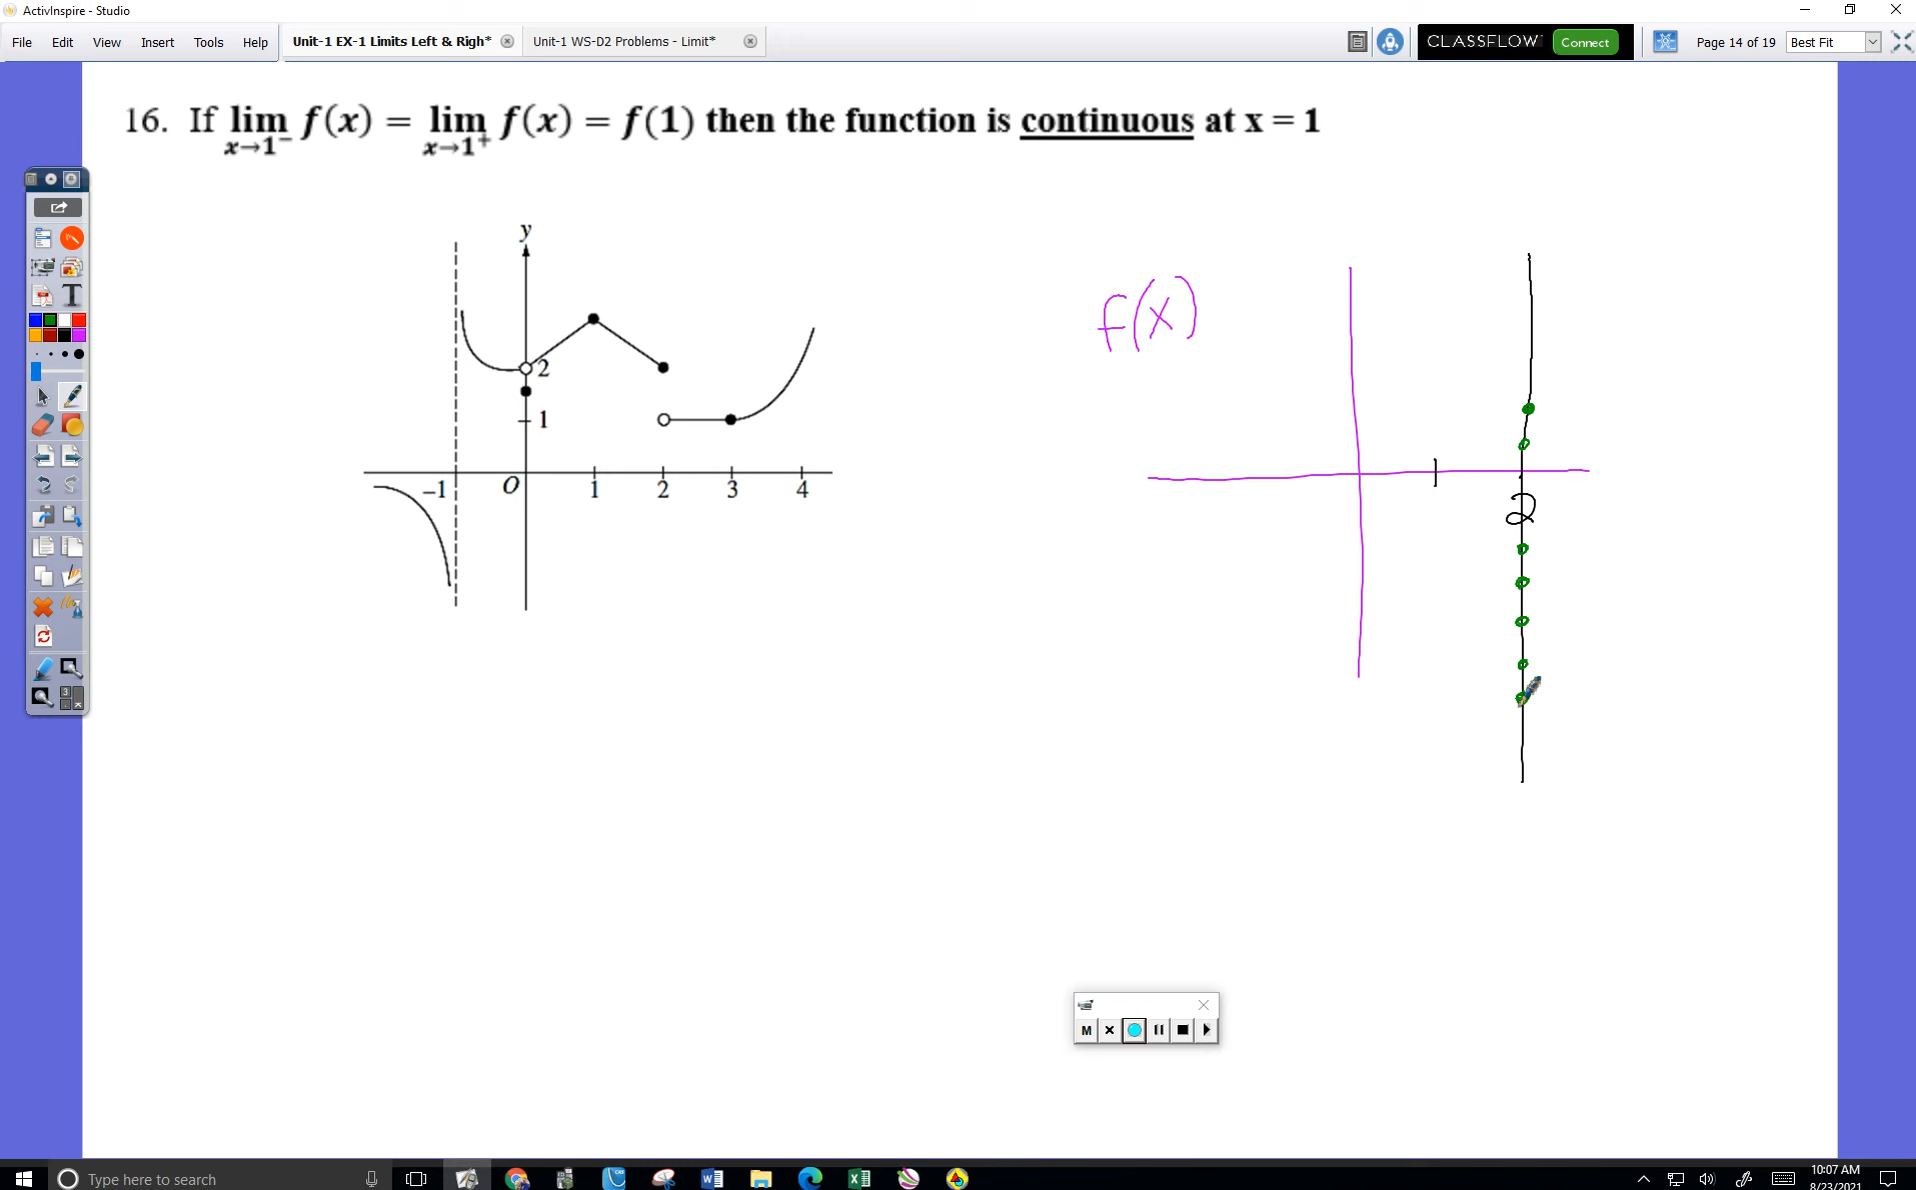 ActivInspire - Studio
File Edit View Insert Tools Help
Unit-1 EX-1 Limits Left & Righ*
Unit-1 WS-D2 Problems - Limit*
CLASSFLOW Connect
Page 14 of 19
Best Fit
16. If lim x→1⁻ f(x) = lim x→1⁺ f(x) = f(1) then the function is continuous at x = 1
y
2
1
-1 O 1 2 3 4
f(x)
2
T
3
M
Type here to search
10:07 AM
8/23/2021